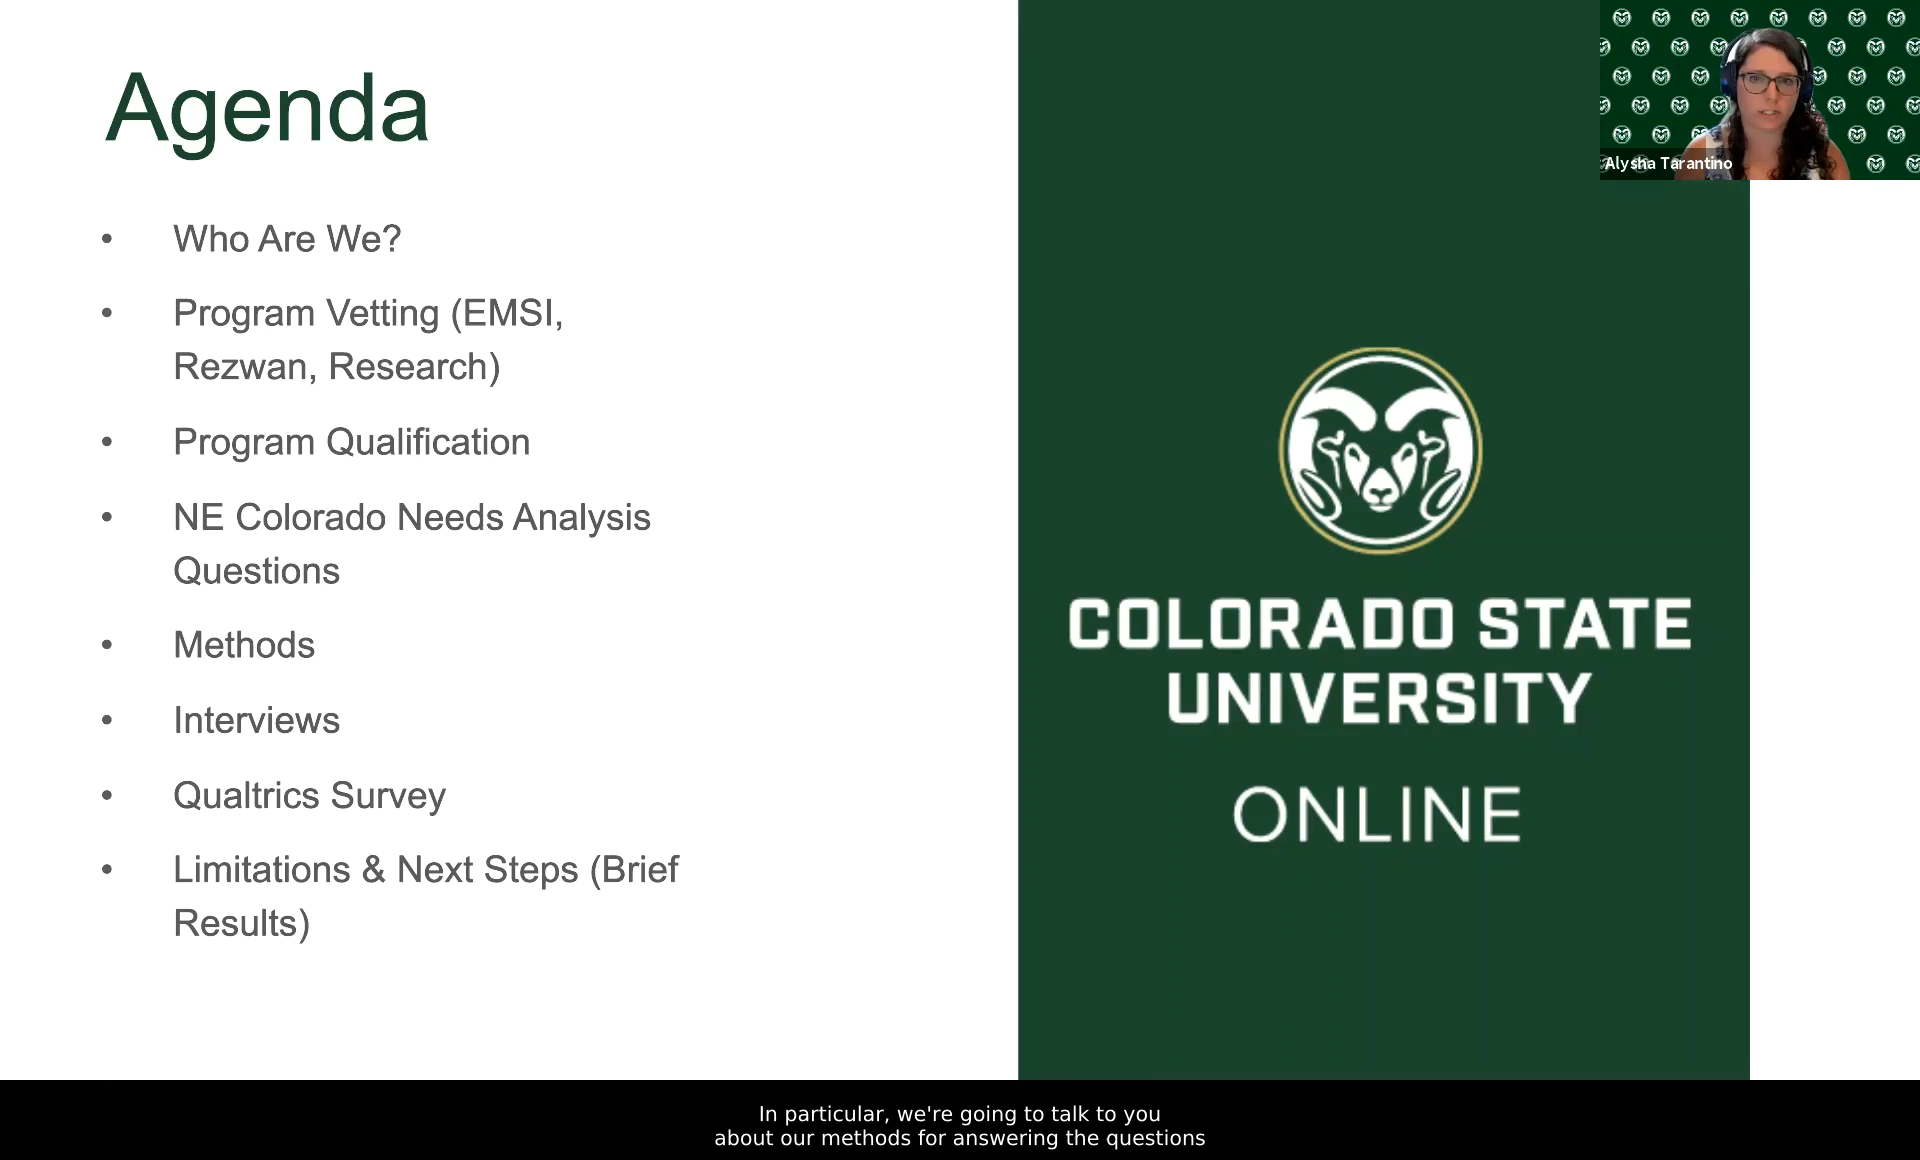 Agenda
• Who Are We?
• Program Vetting (EMSI,
Rezwan, Research)
• Program Qualification
• NE Colorado Needs Analysis
Questions
• Methods
• Interviews
• Qualtrics Survey
• Limitations & Next Steps (Brief
Results)
COLORADO STATE
UNIVERSITY
ONLINE
Alysha Tarantino
In particular, we're going to talk to you
about our methods for answering the questions